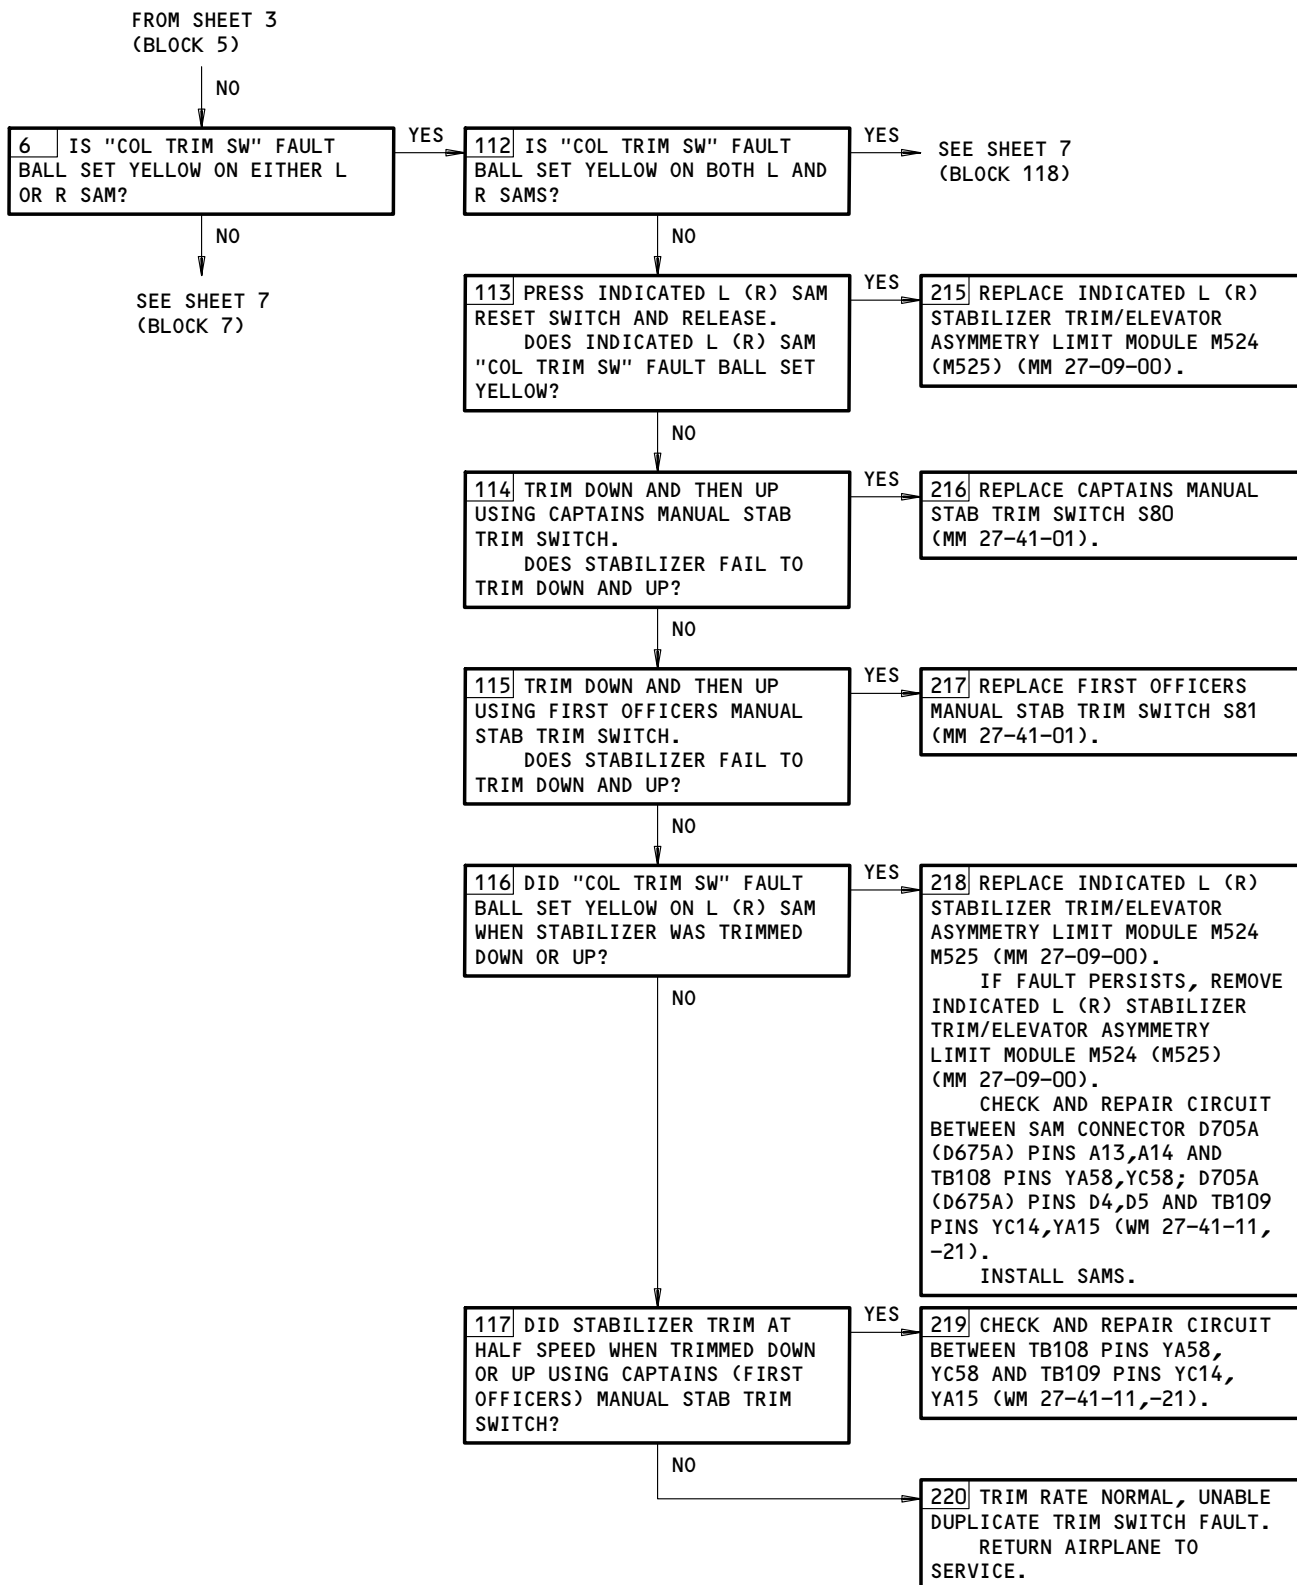 FROM SHEET 3
(BLOCK 5)
NO
6 IS "COL TRIM SW" FAULT
BALL SET YELLOW ON EITHER L
OR R SAM?
YES
NO
SEE SHEET 7
(BLOCK 7)
112 IS "COL TRIM SW" FAULT
BALL SET YELLOW ON BOTH L AND
R SAMS?
YES
SEE SHEET 7
(BLOCK 118)
NO
113 PRESS INDICATED L (R) SAM
RESET SWITCH AND RELEASE.
DOES INDICATED L (R) SAM
"COL TRIM SW" FAULT BALL SET
YELLOW?
YES
215 REPLACE INDICATED L (R)
STABILIZER TRIM/ELEVATOR
ASYMMETRY LIMIT MODULE M524
(M525) (MM 27-09-00).
NO
114 TRIM DOWN AND THEN UP
USING CAPTAINS MANUAL STAB
TRIM SWITCH.
DOES STABILIZER FAIL TO
TRIM DOWN AND UP?
YES
216 REPLACE CAPTAINS MANUAL
STAB TRIM SWITCH S80
(MM 27-41-01).
NO
115 TRIM DOWN AND THEN UP
USING FIRST OFFICERS MANUAL
STAB TRIM SWITCH.
DOES STABILIZER FAIL TO
TRIM DOWN AND UP?
YES
217 REPLACE FIRST OFFICERS
MANUAL STAB TRIM SWITCH S81
(MM 27-41-01).
NO
116 DID "COL TRIM SW" FAULT
BALL SET YELLOW ON L (R) SAM
WHEN STABILIZER WAS TRIMMED
DOWN OR UP?
YES
218 REPLACE INDICATED L (R)
STABILIZER TRIM/ELEVATOR
ASYMMETRY LIMIT MODULE M524
M525 (MM 27-09-00).
IF FAULT PERSISTS, REMOVE
INDICATED L (R) STABILIZER
TRIM/ELEVATOR ASYMMETRY
LIMIT MODULE M524 (M525)
(MM 27-09-00).
CHECK AND REPAIR CIRCUIT
BETWEEN SAM CONNECTOR D705A
(D675A) PINS A13,A14 AND
TB108 PINS YA58,YC58; D705A
(D675A) PINS D4,D5 AND TB109
PINS YC14,YA15 (WM 27-41-11,
-21).
INSTALL SAMS.
NO
117 DID STABILIZER TRIM AT
HALF SPEED WHEN TRIMMED DOWN
OR UP USING CAPTAINS (FIRST
OFFICERS) MANUAL STAB TRIM
SWITCH?
YES
219 CHECK AND REPAIR CIRCUIT
BETWEEN TB108 PINS YA58,
YC58 AND TB109 PINS YC14,
YA15 (WM 27-41-11,-21).
NO
220 TRIM RATE NORMAL, UNABLE
DUPLICATE TRIM SWITCH FAULT.
RETURN AIRPLANE TO
SERVICE.